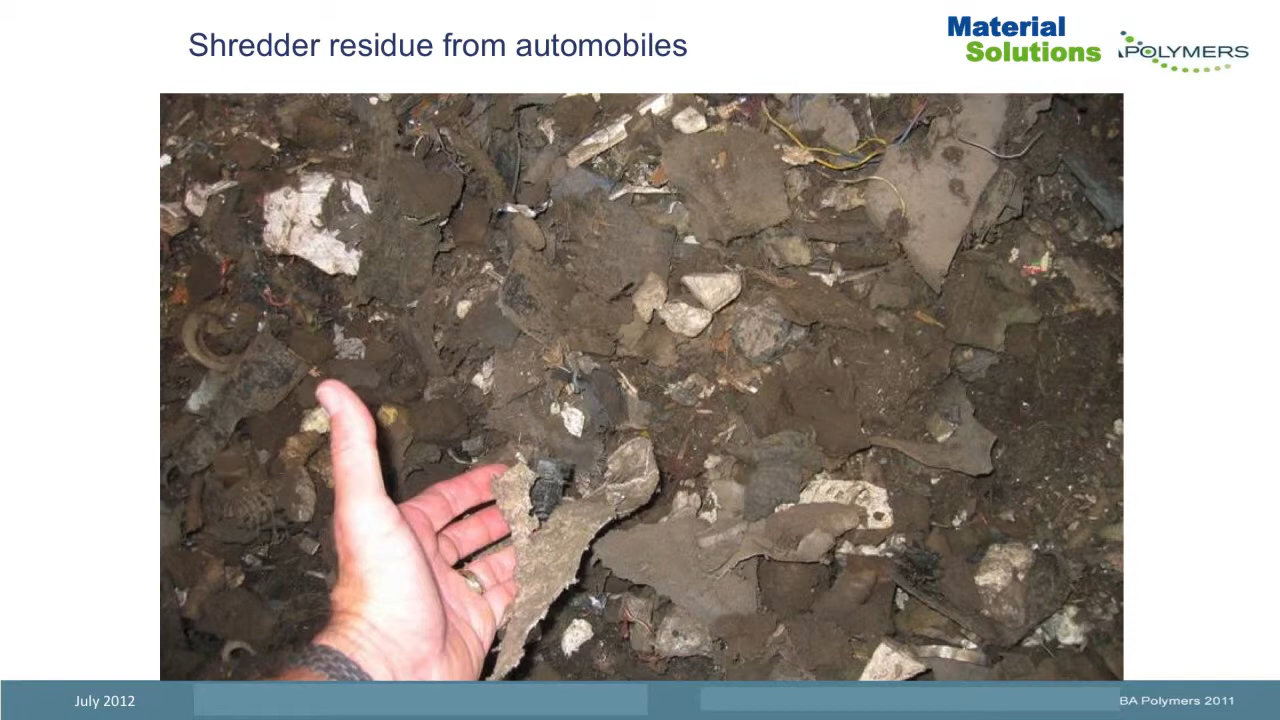 Shredder residue from automobiles
Material
Solutions
POLYMERS
July 2012
BA Polymers 2011